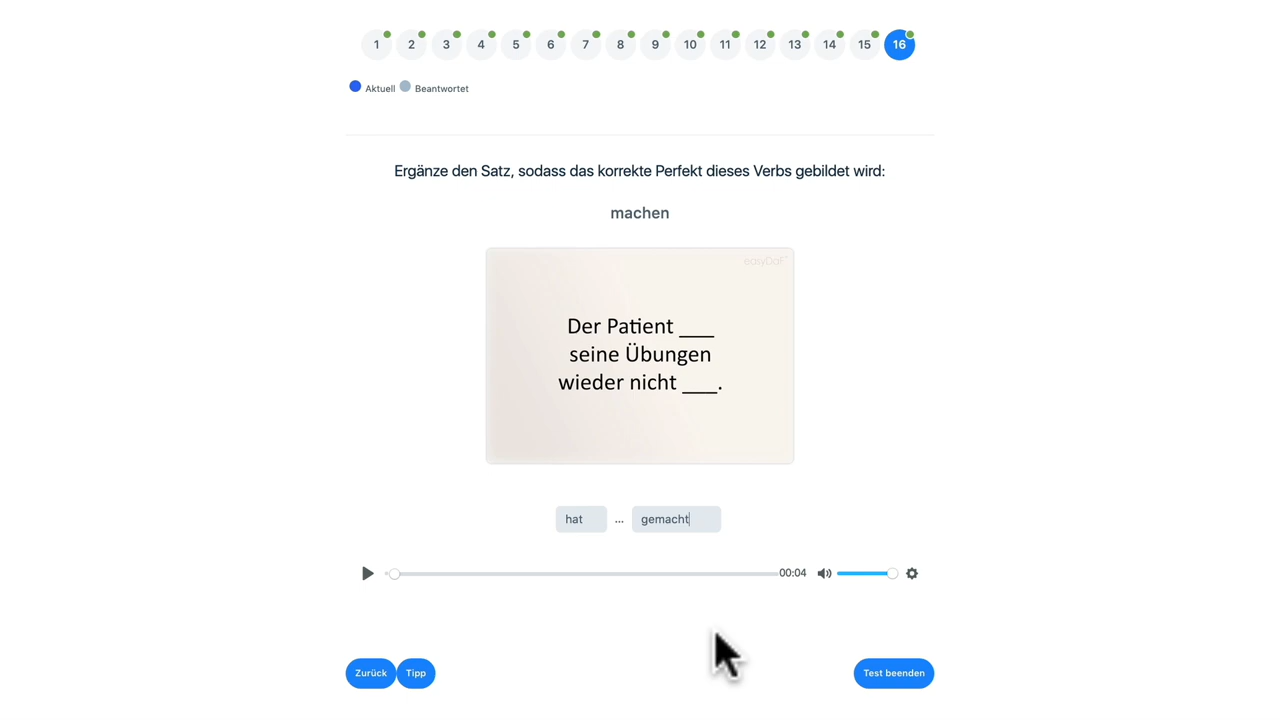 1 2 3 4 5 6 7 8 9 10 11 12 13 14 15 16
Aktuell Beantwortet
Ergänze den Satz, sodass das korrekte Perfekt dieses Verbs gebildet wird:
machen
easyDaF
Der Patient ___
seine Übungen
wieder nicht ___.
hat ... gemacht
00:04
Zurück Tipp Test beenden